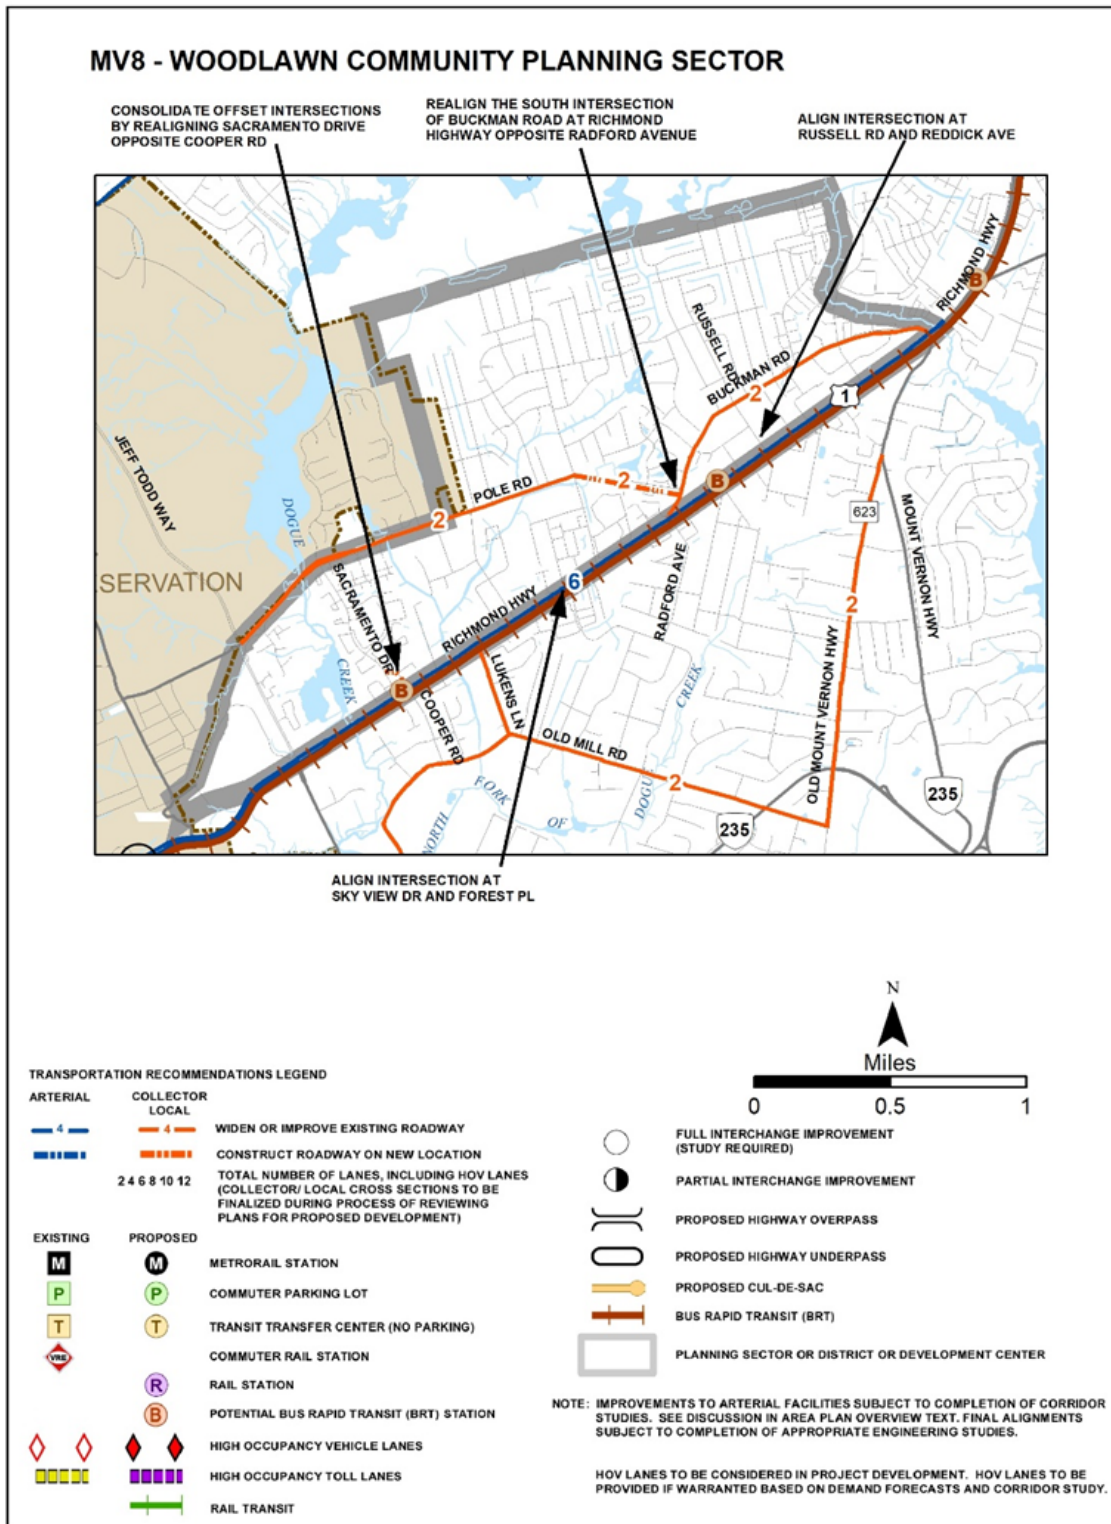 MV8 - WOODLAWN COMMUNITY PLANNING SECTOR
CONSOLIDATE OFFSET INTERSECTIONS
BY REALIGNING SACRAMENTO DRIVE
OPPOSITE COOPER RD
REALIGN THE SOUTH INTERSECTION
OF BUCKMAN ROAD AT RICHMOND
HIGHWAY OPPOSITE RADFORD AVENUE
ALIGN INTERSECTION AT
RUSSELL RD AND REDDICK AVE
RICHMOND HWY
B
RUSSELL RD
BUCKMAN RD
2
1
JEFF TODD WAY
DOGUE
CREEK
POLE RD
2
2
B
623
MOUNT VERNON HWY
SERVATION
SACRAMENTO DR
RICHMOND HWY
6
RADFORD AVE
2
B
COOPER RD
LUKENS LN
OLD MILL RD
2
OLD MOUNT VERNON HWY
NORTH
FORK
OF
DOGUE
CREEK
235
235
ALIGN INTERSECTION AT
SKY VIEW DR AND FOREST PL
N
Miles
0 0.5 1
TRANSPORTATION RECOMMENDATIONS LEGEND
ARTERIAL COLLECTOR
LOCAL
4 4 WIDEN OR IMPROVE EXISTING ROADWAY
CONSTRUCT ROADWAY ON NEW LOCATION
2 4 6 8 10 12 TOTAL NUMBER OF LANES, INCLUDING HOV LANES
(COLLECTOR/ LOCAL CROSS SECTIONS TO BE
FINALIZED DURING PROCESS OF REVIEWING
PLANS FOR PROPOSED DEVELOPMENT)
EXISTING PROPOSED
M M METRORAIL STATION
P P COMMUTER PARKING LOT
T T TRANSIT TRANSFER CENTER (NO PARKING)
VRE COMMUTER RAIL STATION
R RAIL STATION
B POTENTIAL BUS RAPID TRANSIT (BRT) STATION
HIGH OCCUPANCY VEHICLE LANES
HIGH OCCUPANCY TOLL LANES
RAIL TRANSIT
FULL INTERCHANGE IMPROVEMENT
(STUDY REQUIRED)
PARTIAL INTERCHANGE IMPROVEMENT
PROPOSED HIGHWAY OVERPASS
PROPOSED HIGHWAY UNDERPASS
PROPOSED CUL-DE-SAC
BUS RAPID TRANSIT (BRT)
PLANNING SECTOR OR DISTRICT OR DEVELOPMENT CENTER
NOTE: IMPROVEMENTS TO ARTERIAL FACILITIES SUBJECT TO COMPLETION OF CORRIDOR
STUDIES. SEE DISCUSSION IN AREA PLAN OVERVIEW TEXT. FINAL ALIGNMENTS
SUBJECT TO COMPLETION OF APPROPRIATE ENGINEERING STUDIES.
HOV LANES TO BE CONSIDERED IN PROJECT DEVELOPMENT. HOV LANES TO BE
PROVIDED IF WARRANTED BASED ON DEMAND FORECASTS AND CORRIDOR STUDY.